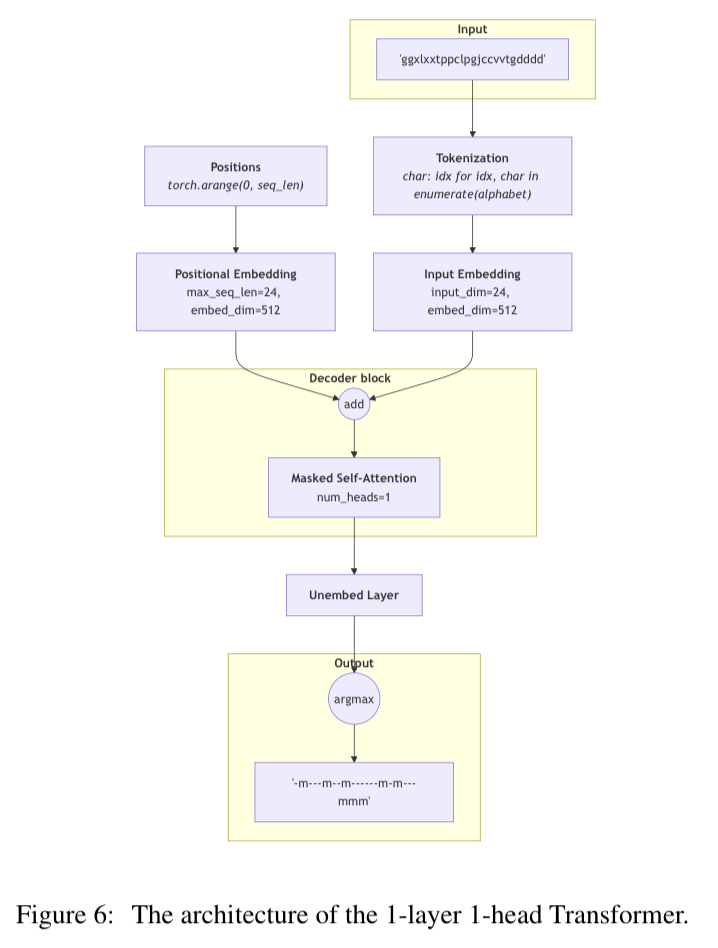 Input
'ggxlxxtppclpgjccvvtgdddd'
Positions
torch.arange(0, seq_len)
Tokenization
char: idx for idx, char in
enumerate(alphabet)
Positional Embedding
max_seq_len=24,
embed_dim=512
Input Embedding
input_dim=24,
embed_dim=512
Decoder block
add
Masked Self-Attention
num_heads=1
Unembed Layer
Output
argmax
'-m---m--m------m-m---
mmm'
Figure 6: The architecture of the 1-layer 1-head Transformer.